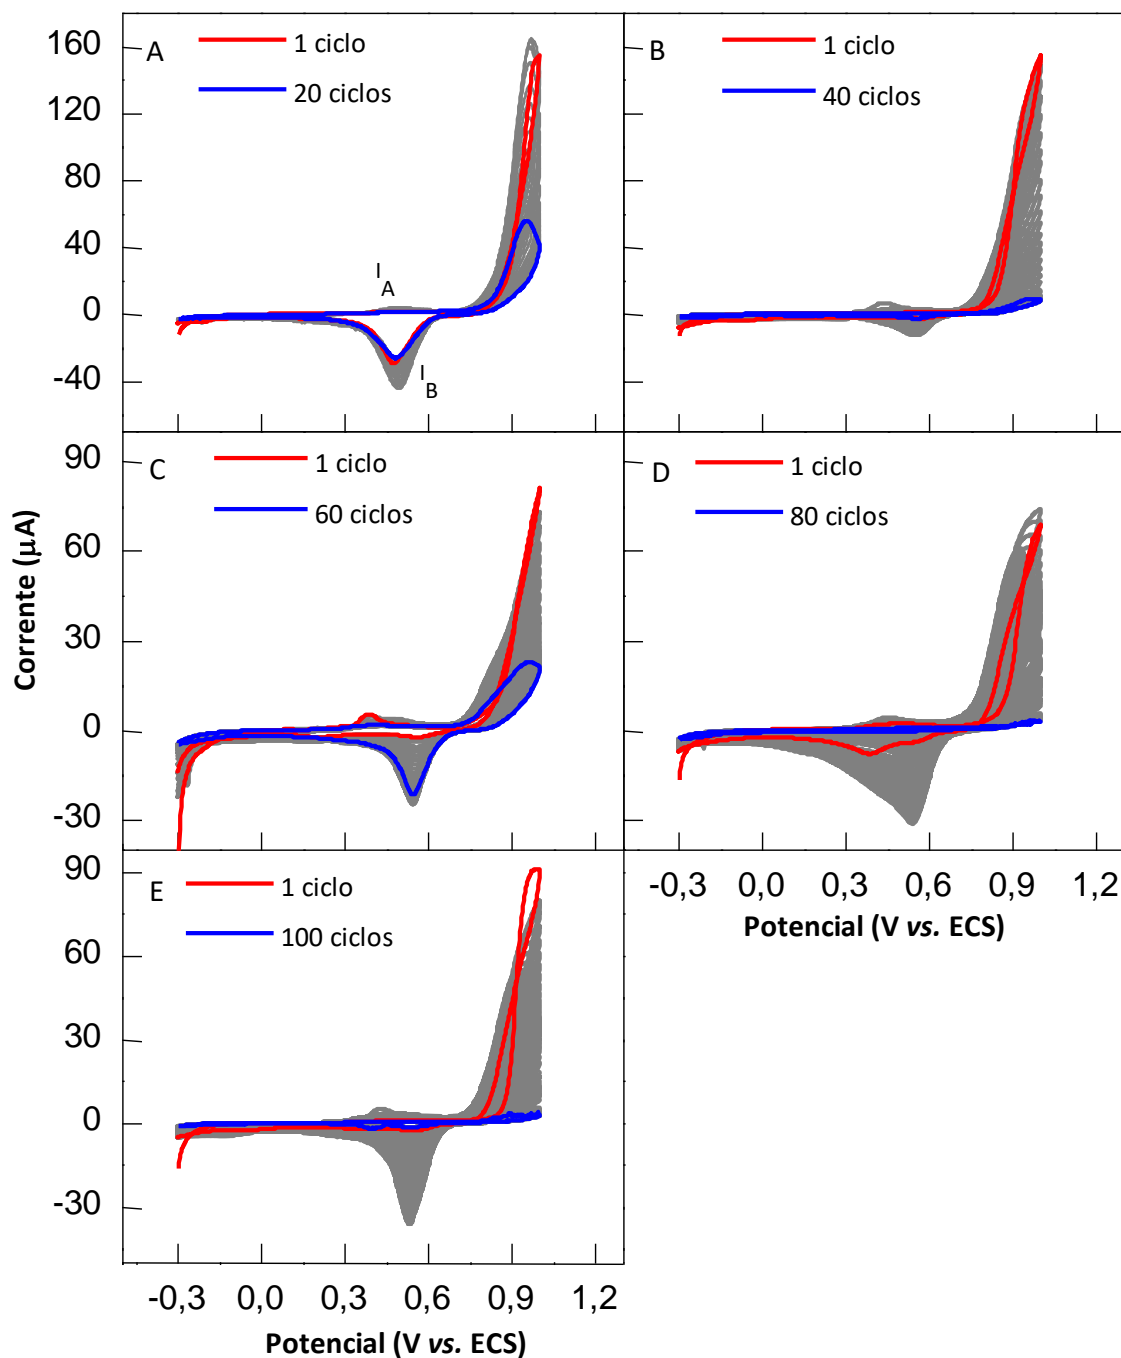 A
1 ciclo
20 ciclos
160
120
80
40
0
-40
I
A
I
B
B
1 ciclo
40 ciclos
C
1 ciclo
60 ciclos
90
60
30
0
-30
D
1 ciclo
80 ciclos
Corrente (µA)
E
1 ciclo
100 ciclos
90
60
30
0
-30
-0,3 0,0 0,3 0,6 0,9 1,2
Potencial (V vs. ECS)
-0,3 0,0 0,3 0,6 0,9 1,2
Potencial (V vs. ECS)